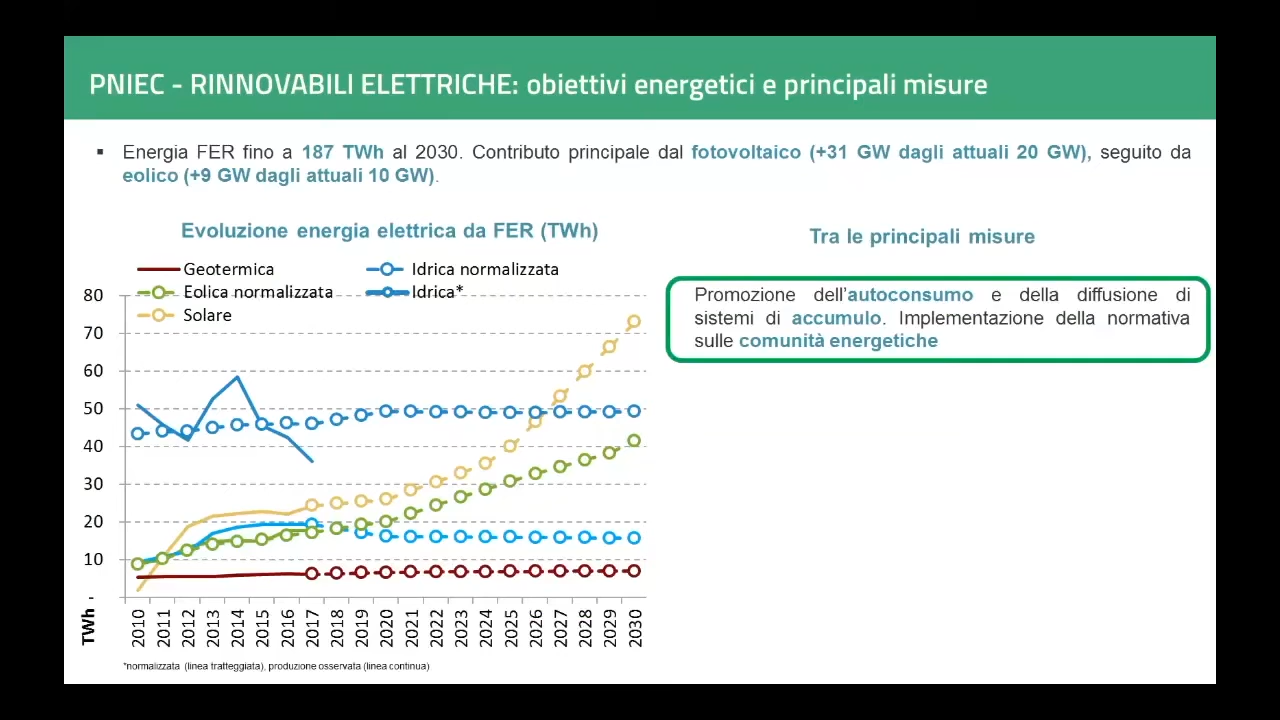 PNIEC - RINNOVABILI ELETTRICHE: obiettivi energetici e principali misure
▪ Energia FER fino a 187 TWh al 2030. Contributo principale dal fotovoltaico (+31 GW dagli attuali 20 GW), seguito da
eolico (+9 GW dagli attuali 10 GW).
Evoluzione energia elettrica da FER (TWh)
Geotermica
Idrica normalizzata
Eolica normalizzata
Idrica*
Solare
80
70
60
50
40
30
20
10
-
TWh
2010 2011 2012 2013 2014 2015 2016 2017 2018 2019 2020 2021 2022 2023 2024 2025 2026 2027 2028 2029 2030
*normalizzata (linea tratteggiata), produzione osservata (linea continua)
Tra le principali misure
Promozione dell’autoconsumo e della diffusione di
sistemi di accumulo. Implementazione della normativa
sulle comunità energetiche